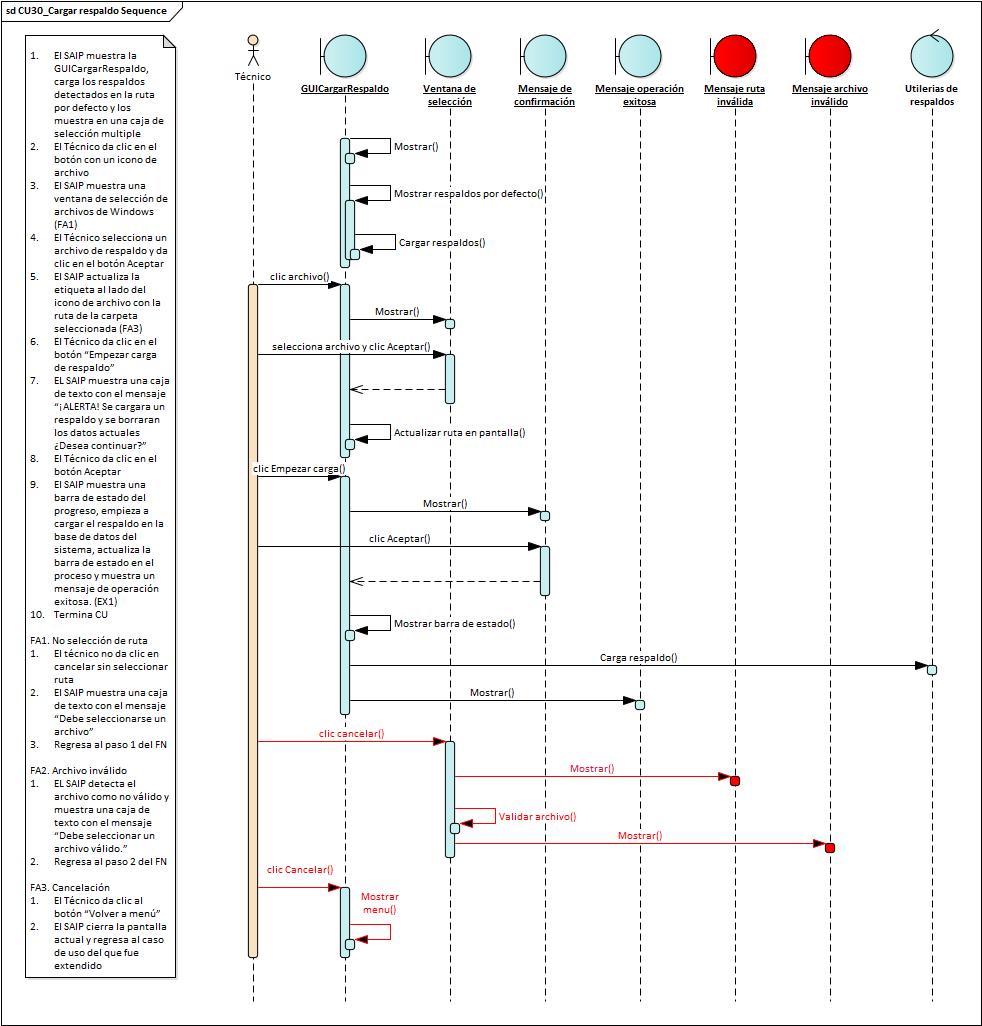 sd CU30_Cargar respaldo Sequence
1. El SAIP muestra la
GUICargarRespaldo,
carga los respaldos
detectados en la ruta
por defecto y los
muestra en una caja de
selección multiple
2. El Técnico da clic en el
botón con un icono de
archivo
3. El SAIP muestra una
ventana de selección de
archivos de Windows
(FA1)
4. El Técnico selecciona un
archivo de respaldo y da
clic en el botón Aceptar
5. El SAIP actualiza la
etiqueta al lado del
icono de archivo con la
ruta de la carpeta
seleccionada (FA3)
6. El Técnico da clic en el
botón “Empezar carga
de respaldo”
7. EL SAIP muestra una caja
de texto con el mensaje
“¡ALERTA! Se cargara un
respaldo y se borraran
los datos actuales
¿Desea continuar?”
8. El Técnico da clic en el
botón Aceptar
9. El SAIP muestra una
barra de estado del
progreso, empieza a
cargar el respaldo en la
base de datos del
sistema, actualiza la
barra de estado en el
proceso y muestra un
mensaje de operación
exitosa. (EX1)
10. Termina CU
FA1. No selección de ruta
1. El técnico no da clic en
cancelar sin seleccionar
ruta
2. El SAIP muestra una caja
de texto con el mensaje
“Debe seleccionarse un
archivo”
3. Regresa al paso 1 del FN
FA2. Archivo inválido
1. EL SAIP detecta el
archivo como no válido y
muestra una caja de
texto con el mensaje
“Debe seleccionar un
archivo válido.”
2. Regresa al paso 2 del FN
FA3. Cancelación
1. El Técnico da clic al
botón “Volver a menú”
2. El SAIP cierra la pantalla
actual y regresa al caso
de uso del que fue
extendido
Técnico
GUICargarRespaldo
Ventana de
selección
Mensaje de
confirmación
Mensaje operación
exitosa
Mensaje ruta
inválida
Mensaje archivo
inválido
Utilerias de
respaldos
Mostrar()
Mostrar respaldos por defecto()
Cargar respaldos()
clic archivo()
Mostrar()
selecciona archivo y clic Aceptar()
Actualizar ruta en pantalla()
clic Empezar carga()
Mostrar()
clic Aceptar()
Mostrar barra de estado()
Carga respaldo()
Mostrar()
clic cancelar()
Mostrar()
Validar archivo()
Mostrar()
clic Cancelar()
Mostrar
menu()